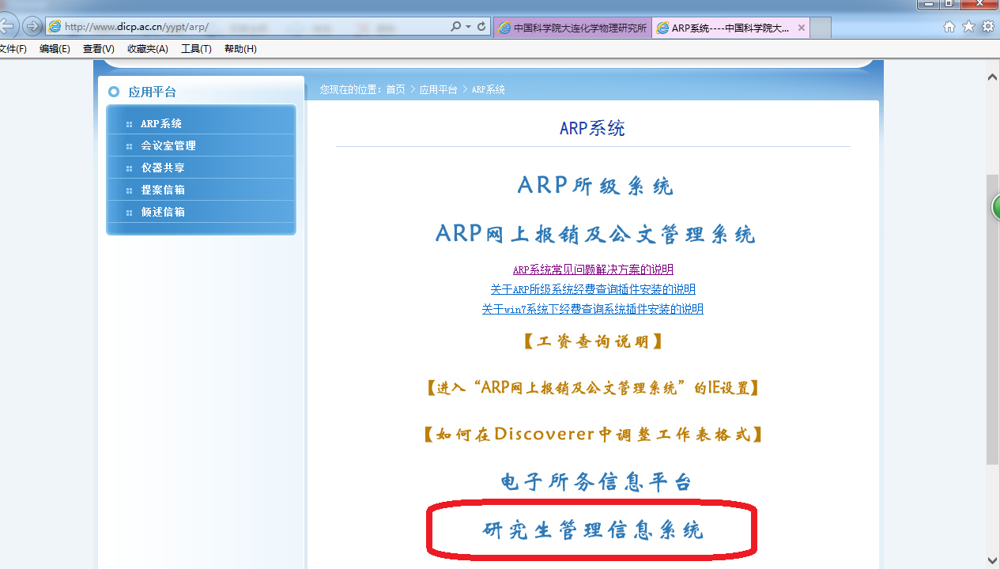 http://www.dicp.ac.cn/yypt/arp/
中国科学院大连化学物理研究所
ARP系统----中国科学院大...
文件(F) 编辑(E) 查看(V) 收藏夹(A) 工具(T) 帮助(H)
应用平台
ARP系统
会议室管理
仪器共享
提案信箱
倾述信箱
您现在的位置：首页 > 应用平台 > ARP系统
ARP系统
ARP所级系统
ARP网上报销及公文管理系统
ARP系统常见问题解决方案的说明
关于ARP所级系统经费查询插件安装的说明
关于win7系统下经费查询系统插件安装的说明
【工资查询说明】
【进入“ARP网上报销及公文管理系统”的IE设置】
【如何在Discoverer中调整工作表格式】
电子所务信息平台
研究生管理信息系统